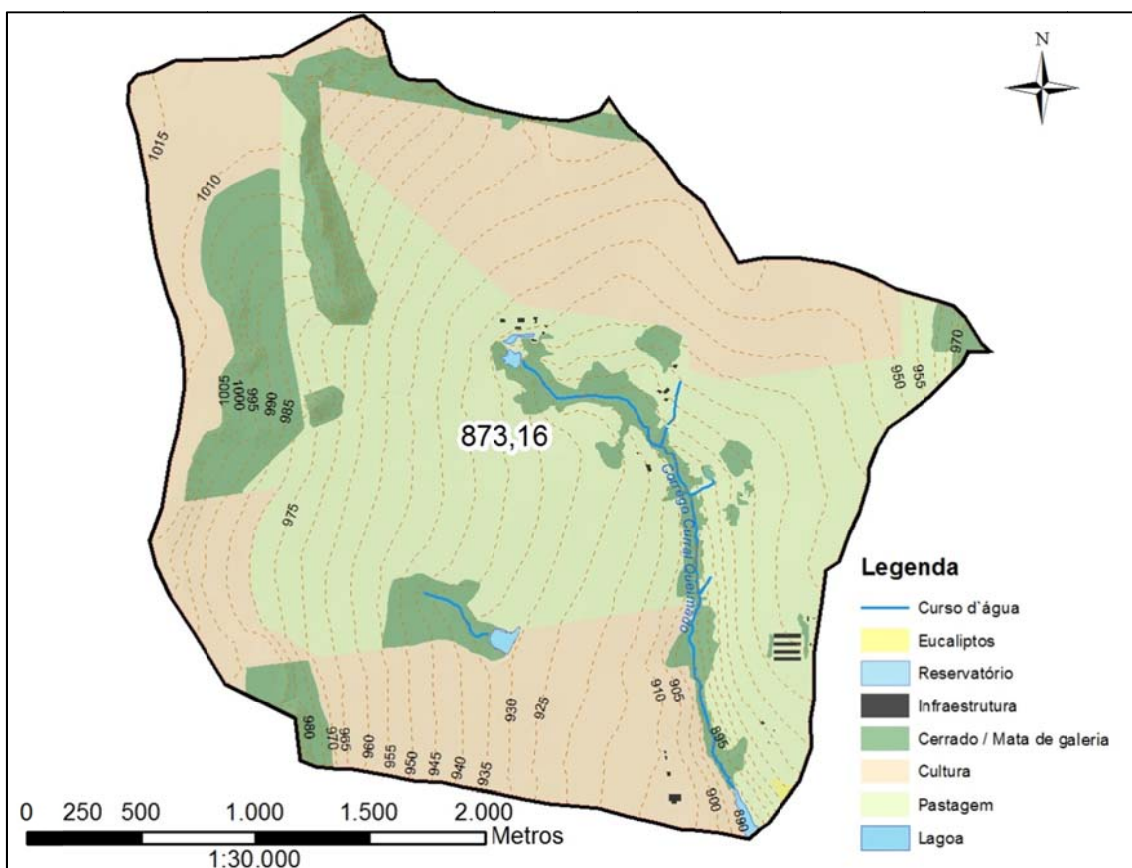 N
1015
1010
970
950
955
1005
1000
995
990
985
873,16
975
Corrego Curral Queimado
Legenda
Curso d`água
Eucaliptos
Reservatório
Infraestrutura
Cerrado / Mata de galeria
Cultura
Pastagem
Lagoa
910
905
930
925
895
980
970
965
960
955
950
945
940
935
900
890
0 250 500 1.000 1.500 2.000
Metros
1:30.000